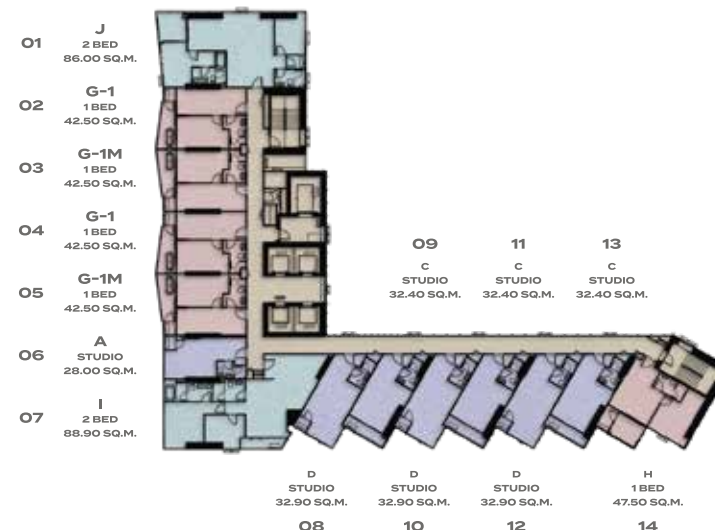 01
J
2 BED
86.00 SQ.M.
02
G-1
1 BED
42.50 SQ.M.
03
G-1M
1 BED
42.50 SQ.M.
04
G-1
1 BED
42.50 SQ.M.
05
G-1M
1 BED
42.50 SQ.M.
06
A
STUDIO
28.00 SQ.M.
07
I
2 BED
88.90 SQ.M.
09
C
STUDIO
32.40 SQ.M.
11
C
STUDIO
32.40 SQ.M.
13
C
STUDIO
32.40 SQ.M.
D
STUDIO
32.90 SQ.M.
08
D
STUDIO
32.90 SQ.M.
10
D
STUDIO
32.90 SQ.M.
12
H
1 BED
47.50 SQ.M.
14